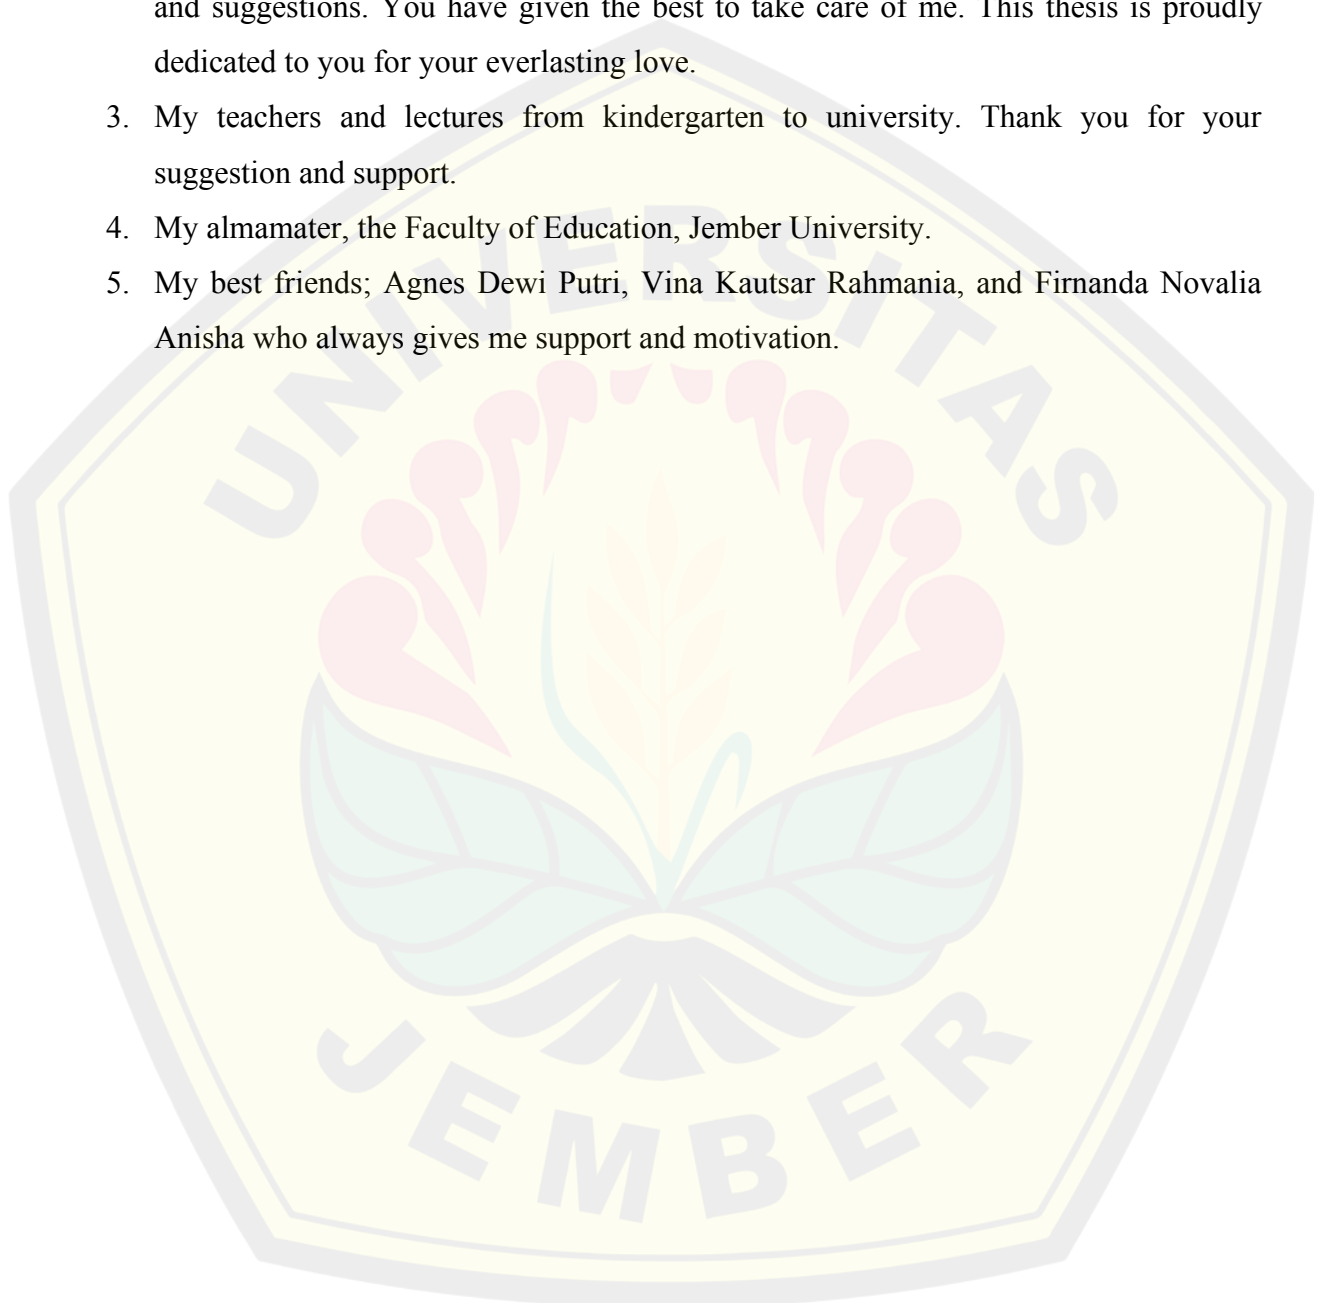 and suggestions. You have given the best to take care of me. This thesis is proudly
dedicated to you for your everlasting love.
3. My teachers and lectures from kindergarten to university. Thank you for your
suggestion and support.
4. My almamater, the Faculty of Education, Jember University.
5. My best friends; Agnes Dewi Putri, Vina Kautsar Rahmania, and Firnanda Novalia
Anisha who always gives me support and motivation.
UNIVERSITAS
JEMBER